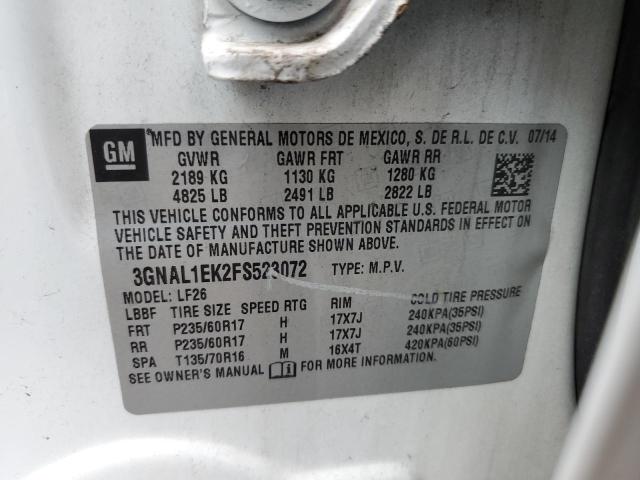 GM
MFD BY GENERAL MOTORS DE MEXICO, S. DE R.L. DE C.V. 07/14
GVWR GAWR FRT GAWR RR
2189 KG 1130 KG 1280 KG
4825 LB 2491 LB 2822 LB
THIS VEHICLE CONFORMS TO ALL APPLICABLE U.S. FEDERAL MOTOR
VEHICLE SAFETY AND THEFT PREVENTION STANDARDS IN EFFECT ON
THE DATE OF MANUFACTURE SHOWN ABOVE.
3GNAL1EK2FS523072 TYPE: M.P.V.
MODEL: LF26
LBBF TIRE SIZE SPEED RTG RIM COLD TIRE PRESSURE
FRT P235/60R17 H 17X7J 240KPA(35PSI)
RR P235/60R17 H 17X7J 240KPA(35PSI)
SPA T135/70R16 M 16X4T 420KPA(60PSI)
SEE OWNER'S MANUAL FOR MORE INFORMATION.